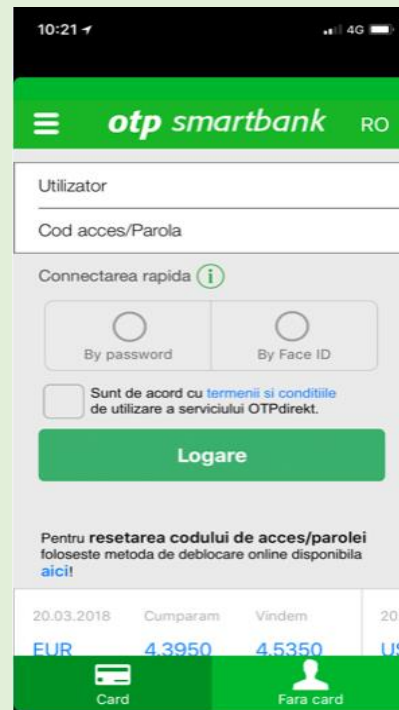 10:21
4G
otp smartbank RO
Utilizator
Cod acces/Parola
Connectarea rapida i
By password By Face ID
Sunt de acord cu termenii si conditiile
de utilizare a serviciului OTPdirekt.
Logare
Pentru resetarea codului de acces/parolei
foloseste metoda de deblocare online disponibila
aici!
20.03.2018 Cumparam Vindem 20
EUR 4.3950 4.5350 US
Card Fara card